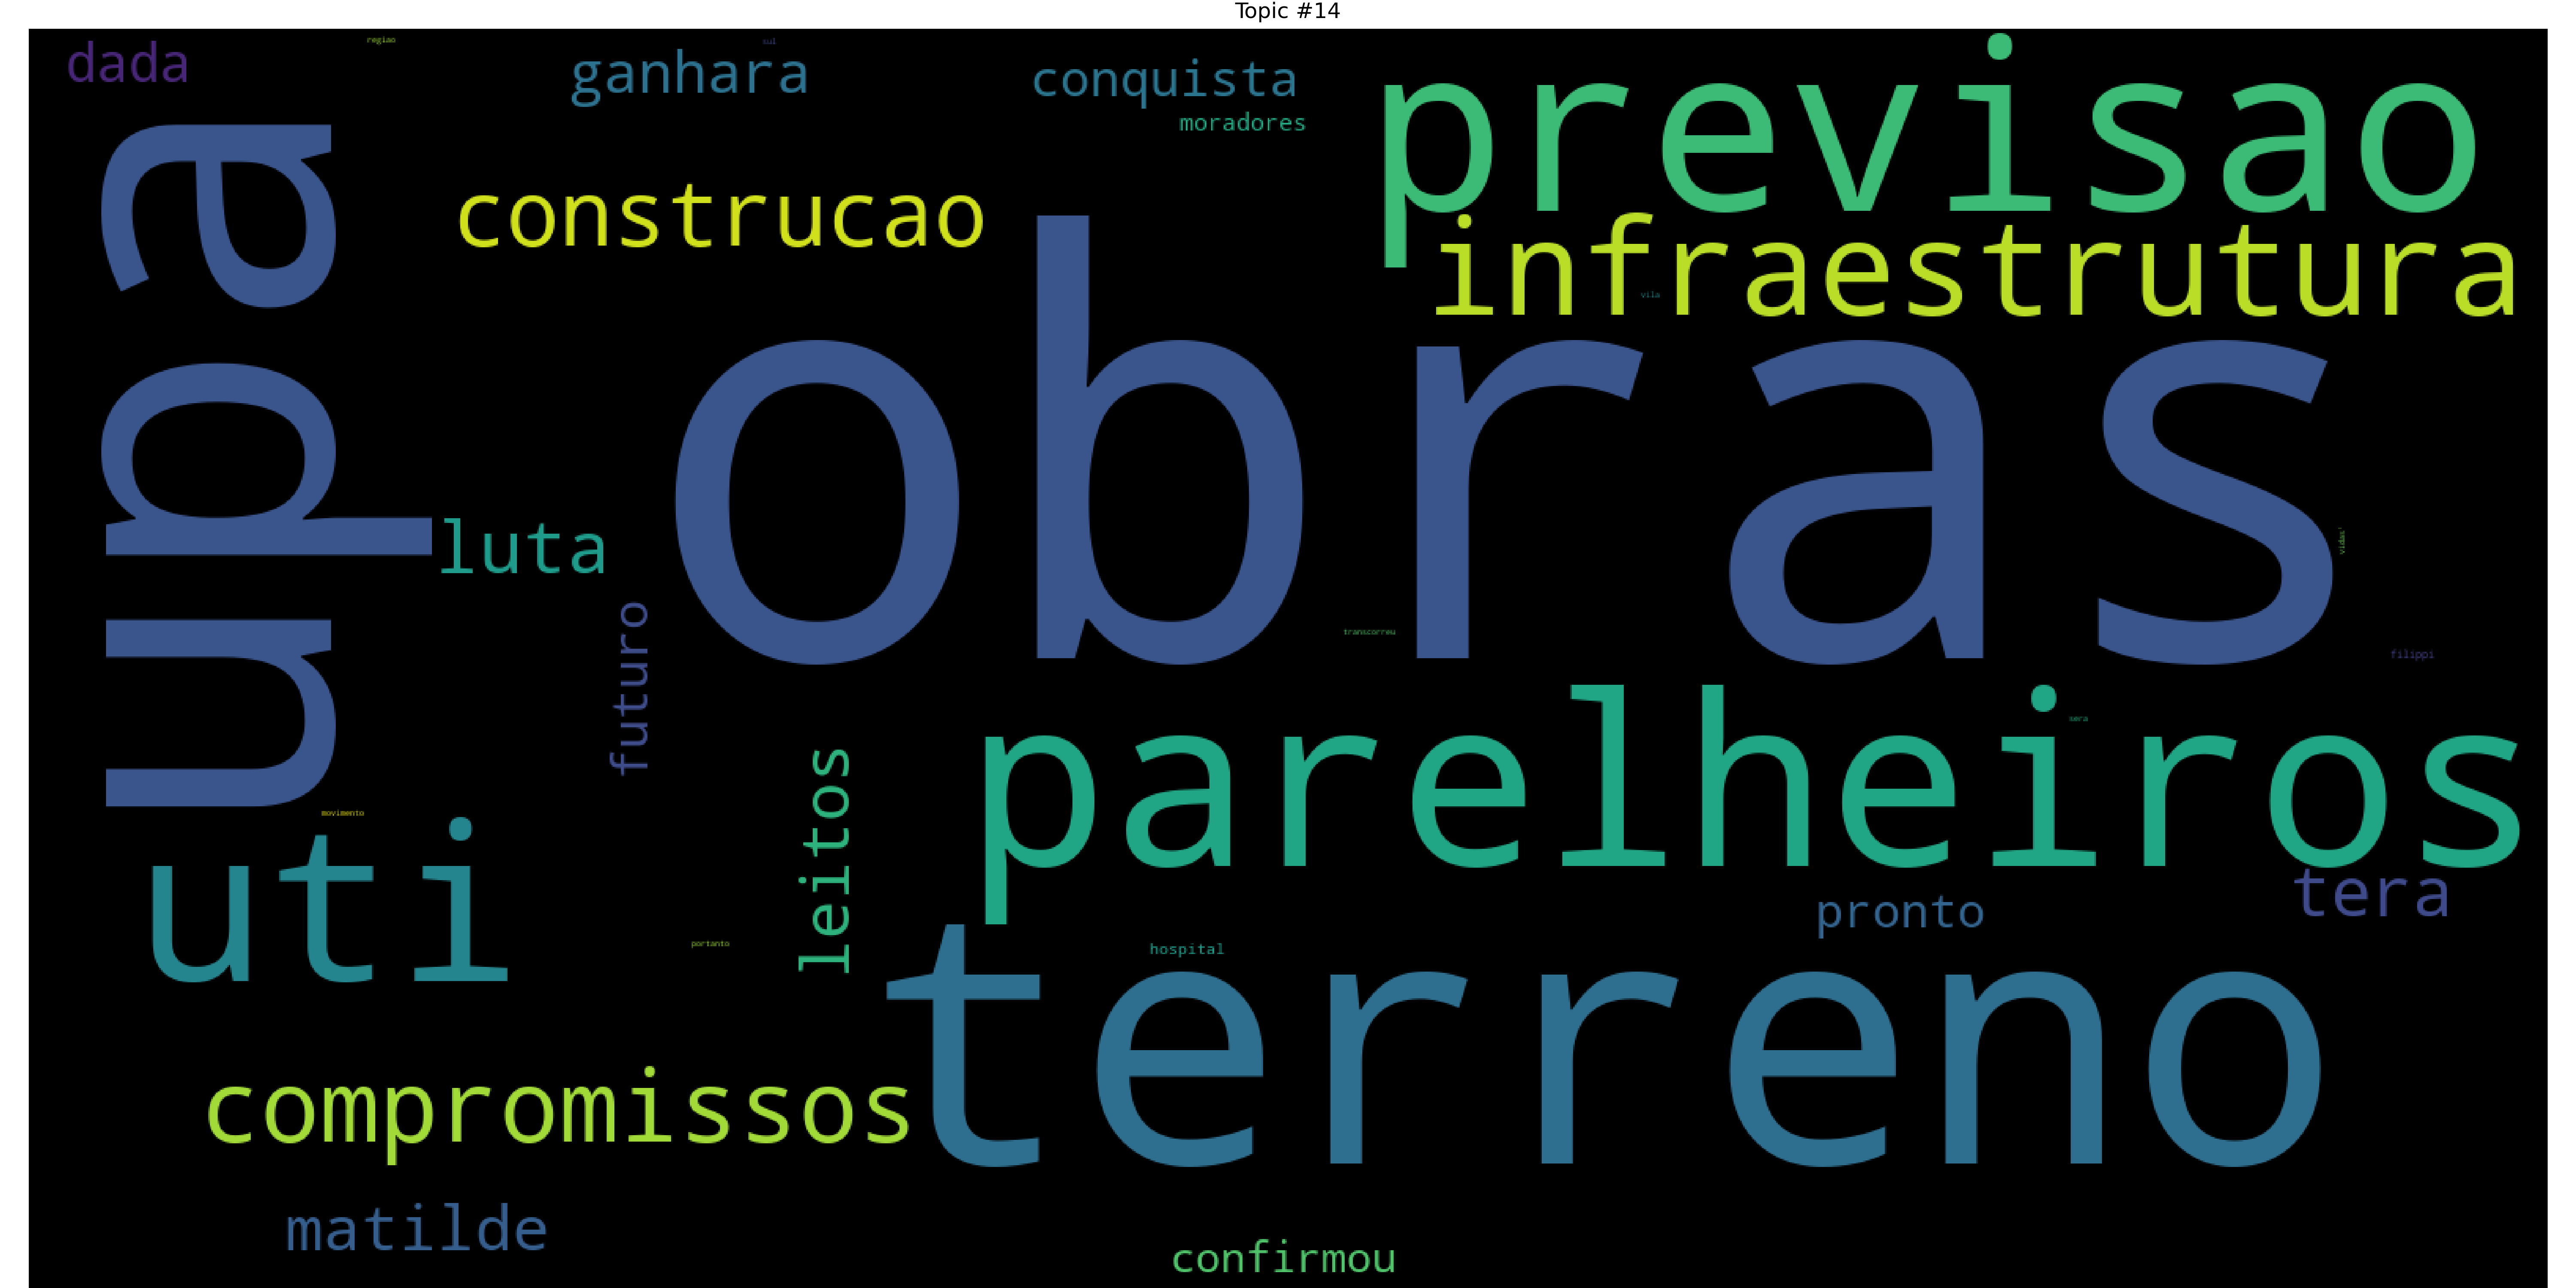 Topic #14
regiao
sul
dada
ganhara
conquista
previsao
moradores
construcao
infraestrutura
vila
upa
obras
luta
vidas'
transcorreu
filippi
futuro
parelheiros
sera
movimento
uti
leitos
tera
pronto
portanto
hospital
terreno
compromissos
matilde
confirmou